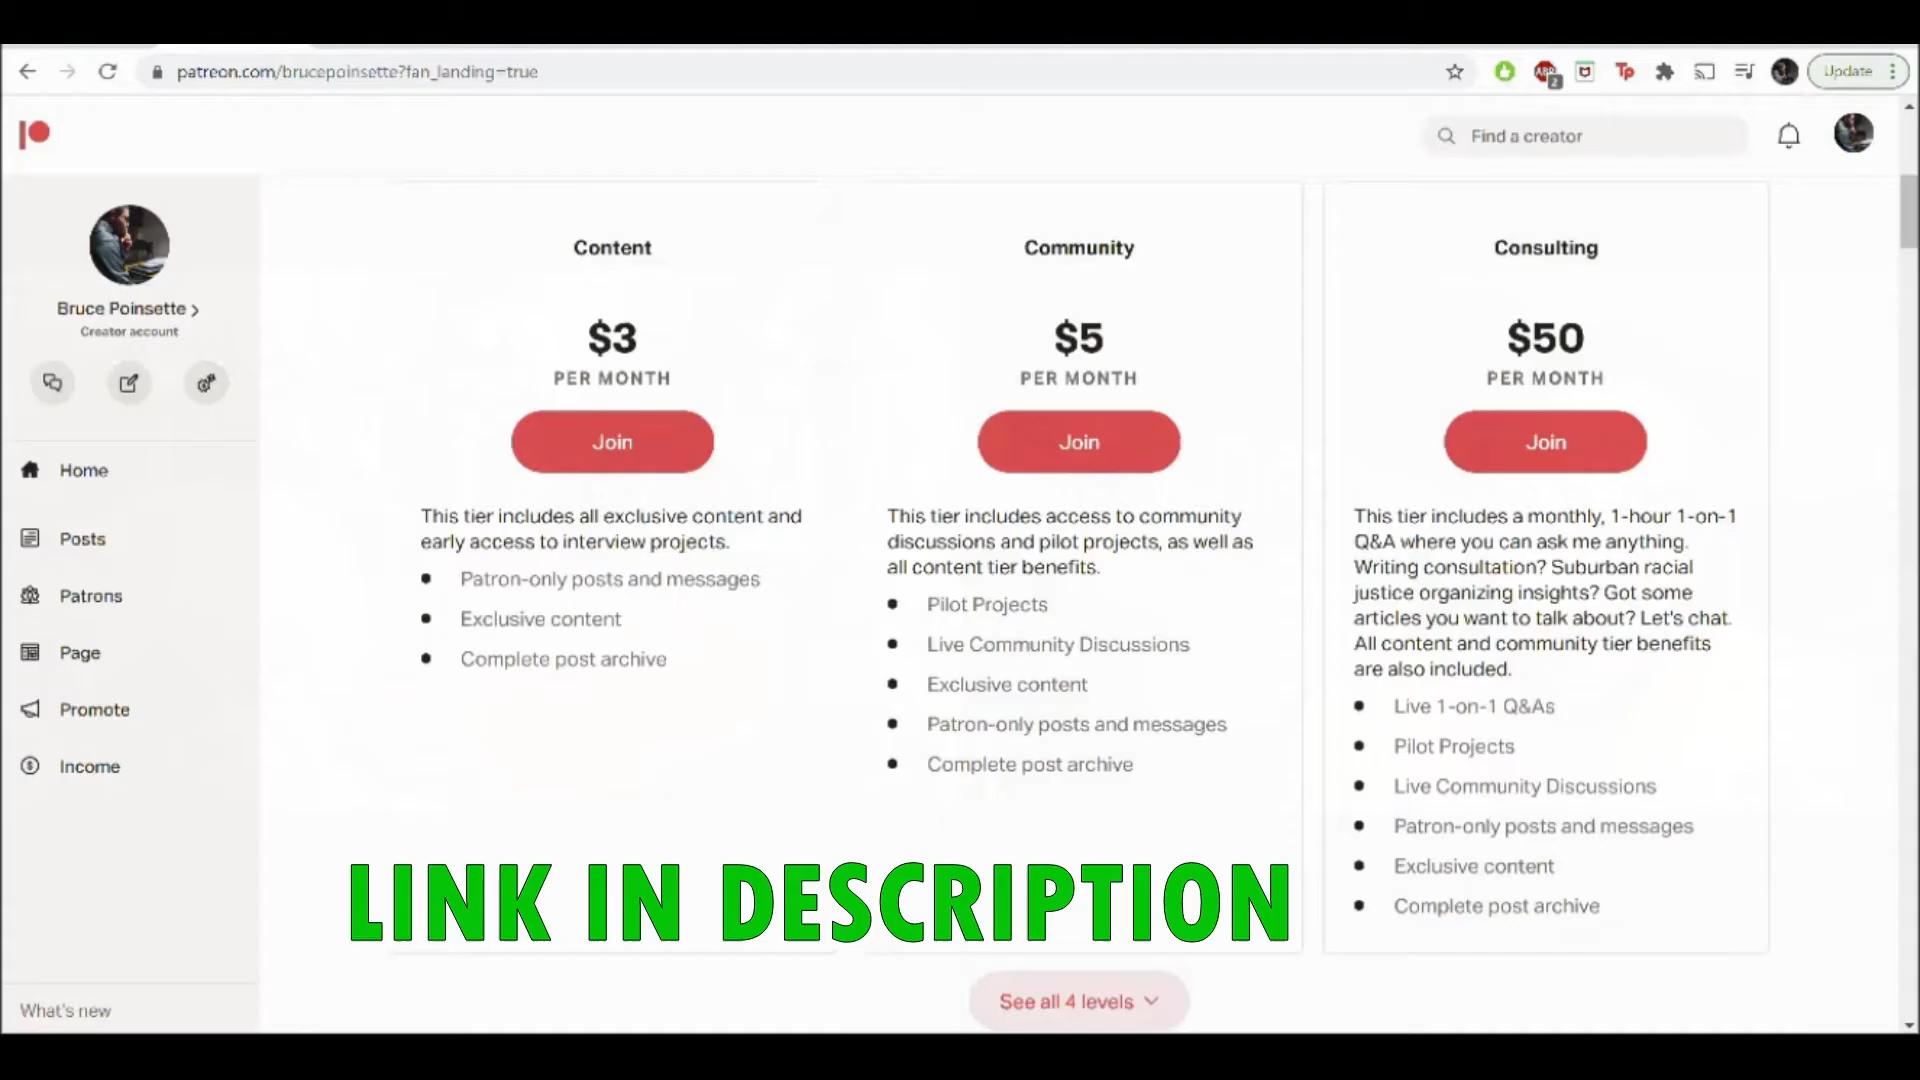 patreon.com/brucepoinsette?fan_landing=true
2
Tp
Update
Find a creator
Bruce Poinsette
Creator account
Home
Posts
Patrons
Page
Promote
Income
What's new
Content
$3
PER MONTH
Join
This tier includes all exclusive content and
early access to interview projects.
Patron-only posts and messages
Exclusive content
Complete post archive
Community
$5
PER MONTH
Join
This tier includes access to community
discussions and pilot projects, as well as
all content tier benefits.
Pilot Projects
Live Community Discussions
Exclusive content
Patron-only posts and messages
Complete post archive
Consulting
$50
PER MONTH
Join
This tier includes a monthly, 1-hour 1-on-1
Q&A where you can ask me anything.
Writing consultation? Suburban racial
justice organizing insights? Got some
articles you want to talk about? Let's chat.
All content and community tier benefits
are also included.
Live 1-on-1 Q&As
Pilot Projects
Live Community Discussions
Patron-only posts and messages
Exclusive content
Complete post archive
LINK IN DESCRIPTION
See all 4 levels